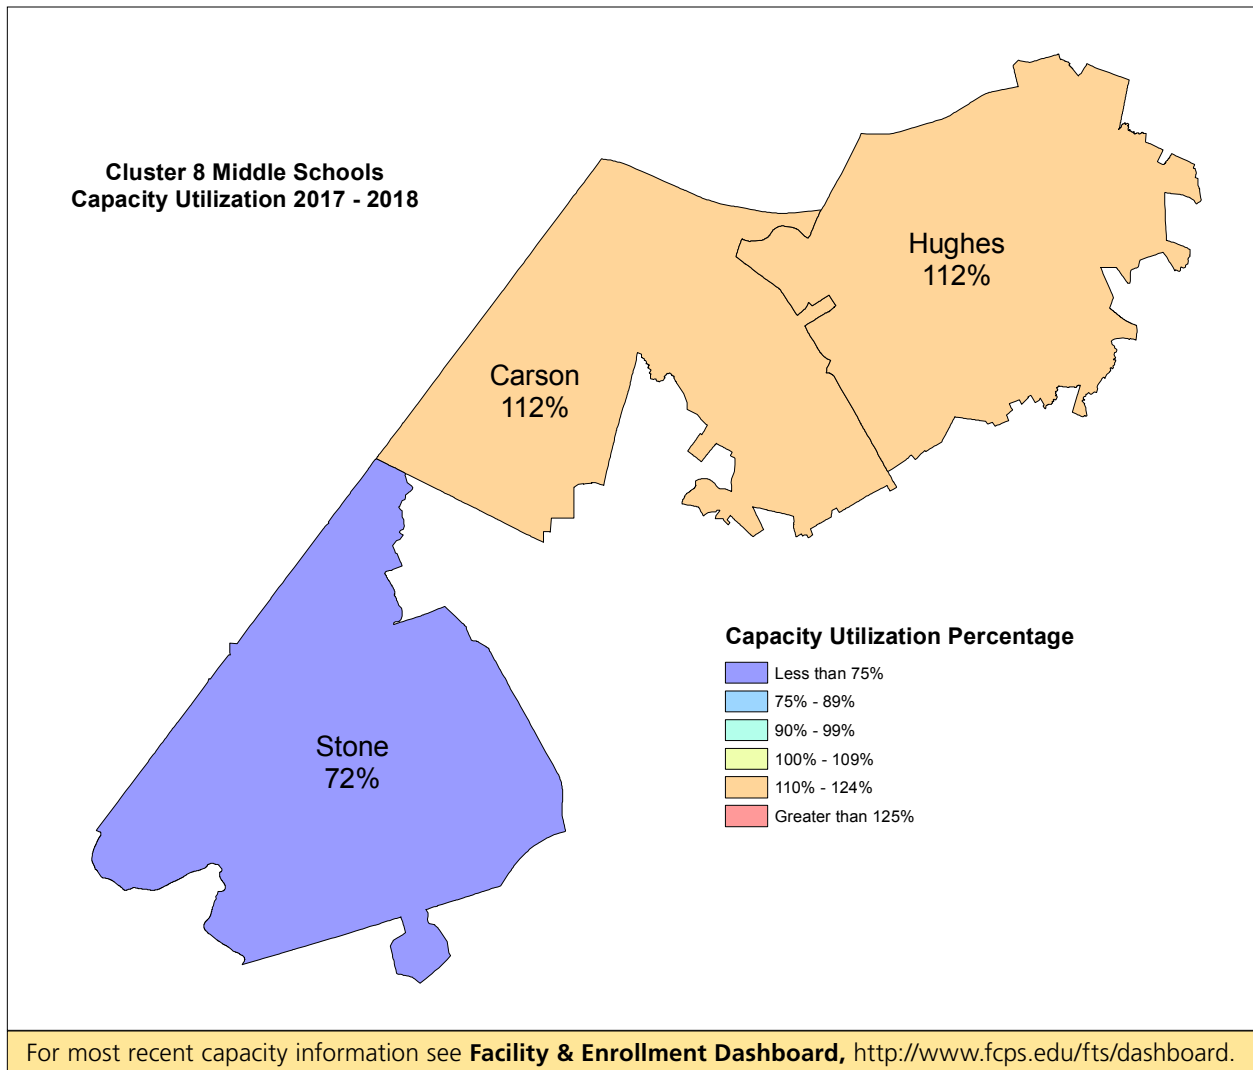 Cluster 8 Middle Schools
Capacity Utilization 2017 - 2018
Hughes
112%
Carson
112%
Stone
72%
Capacity Utilization Percentage
Less than 75%
75% - 89%
90% - 99%
100% - 109%
110% - 124%
Greater than 125%
For most recent capacity information see Facility & Enrollment Dashboard, http://www.fcps.edu/fts/dashboard.